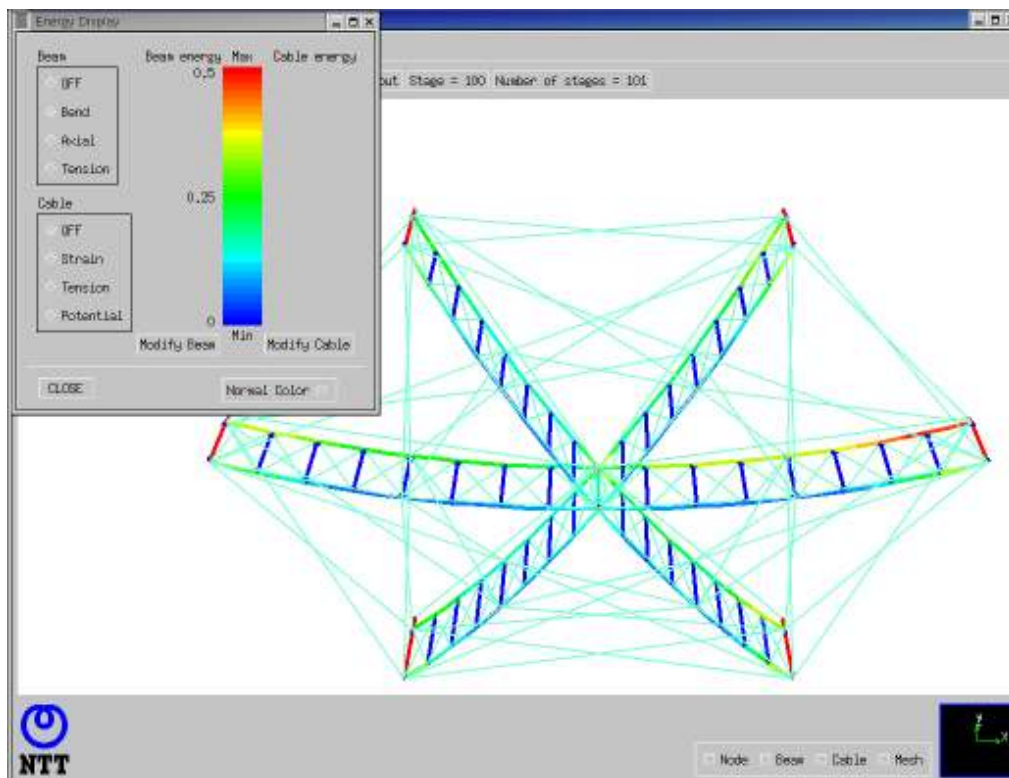 Energy Display
Beam
OFF
Bend
Axial
Tension
Cable
OFF
Strain
Tension
Potential
Beam energy Max Cable energy
0.5
0.25
0
Min
Modify Beam Modify Cable
CLOSE
Normal Color
out Stage = 100 Number of stages = 101
NTT
Node Beam Cable Mesh
y
x